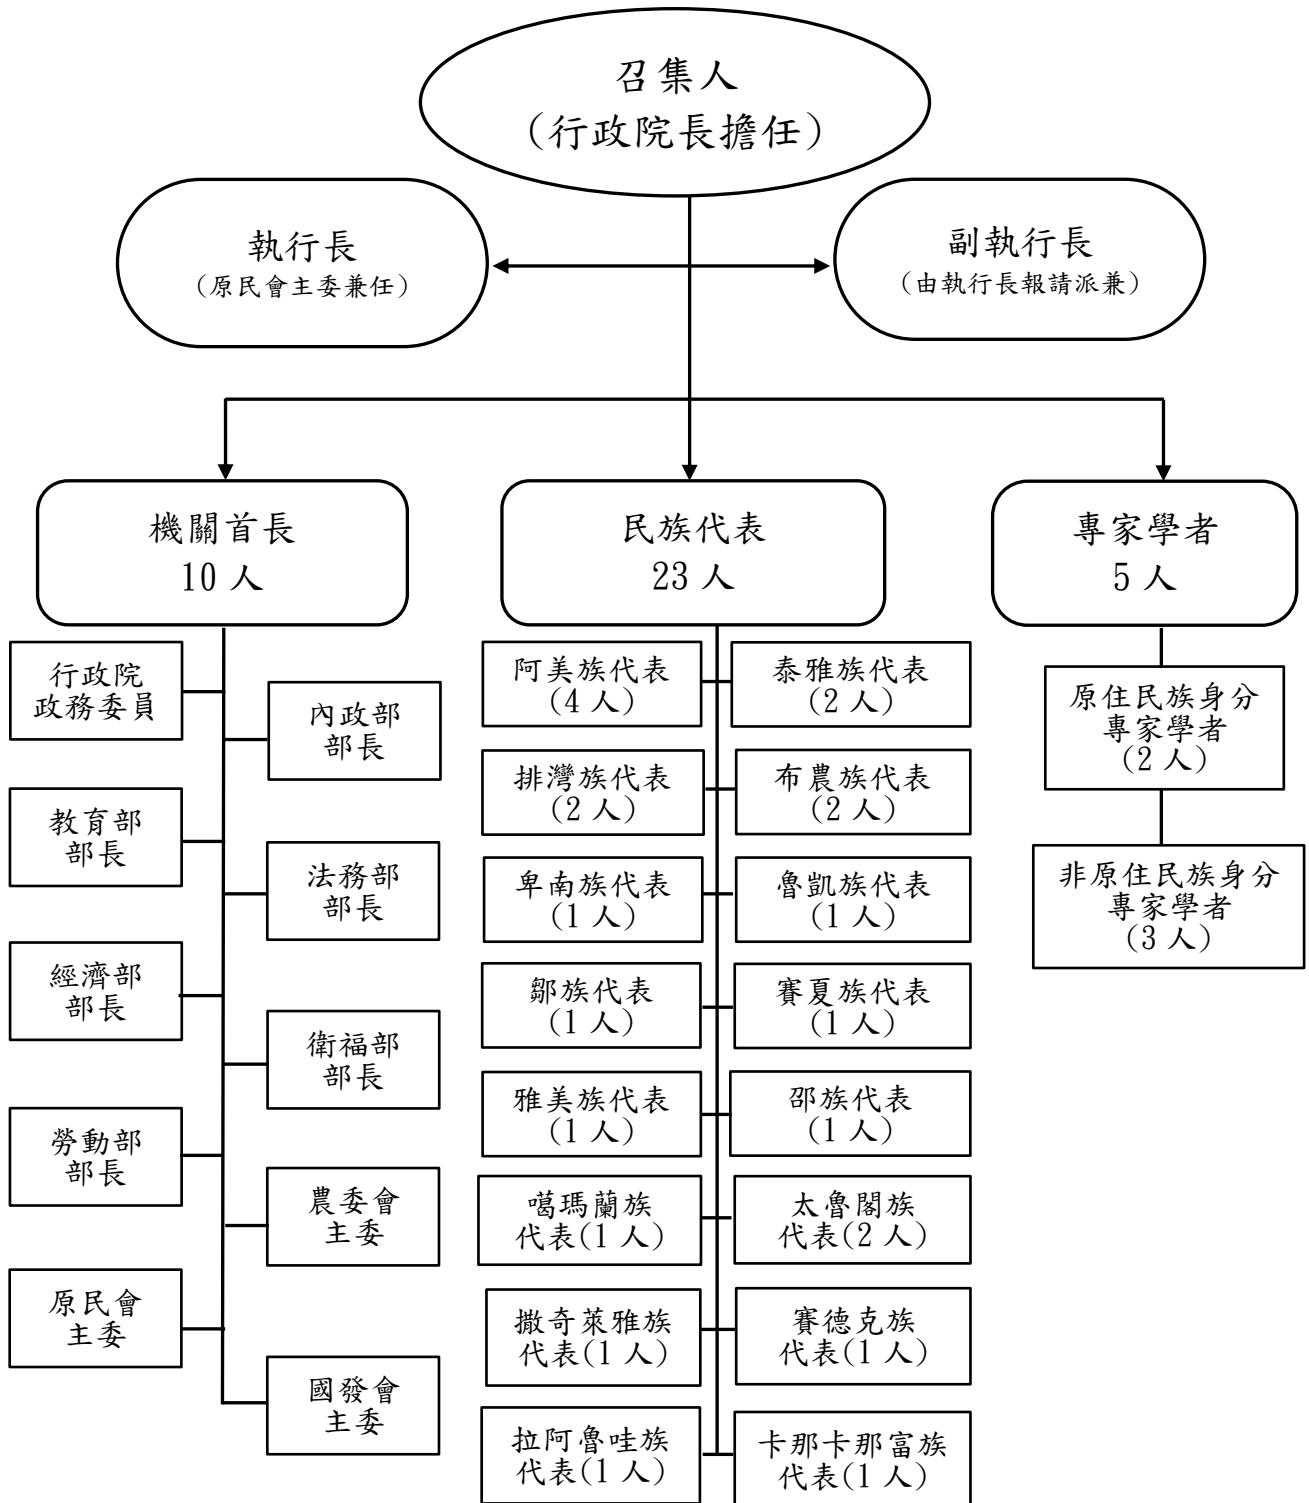 召集人
(行政院長擔任)
執行長
(原民會主委兼任)
副執行長
(由執行長報請派兼)
機關首長
10 人
民族代表
23 人
專家學者
5 人
行政院
政務委員
內政部
部長
教育部
部長
法務部
部長
經濟部
部長
衛福部
部長
勞動部
部長
農委會
主委
原民會
主委
國發會
主委
阿美族代表
(4 人)
泰雅族代表
(2 人)
排灣族代表
(2 人)
布農族代表
(2 人)
卑南族代表
(1 人)
魯凱族代表
(1 人)
鄒族代表
(1 人)
賽夏族代表
(1 人)
雅美族代表
(1 人)
邵族代表
(1 人)
噶瑪蘭族
代表(1 人)
太魯閣族
代表(2 人)
撒奇萊雅族
代表(1 人)
賽德克族
代表(1 人)
拉阿魯哇族
代表(1 人)
卡那卡那富族
代表(1 人)
原住民族身分
專家學者
(2 人)
非原住民族身分
專家學者
(3 人)